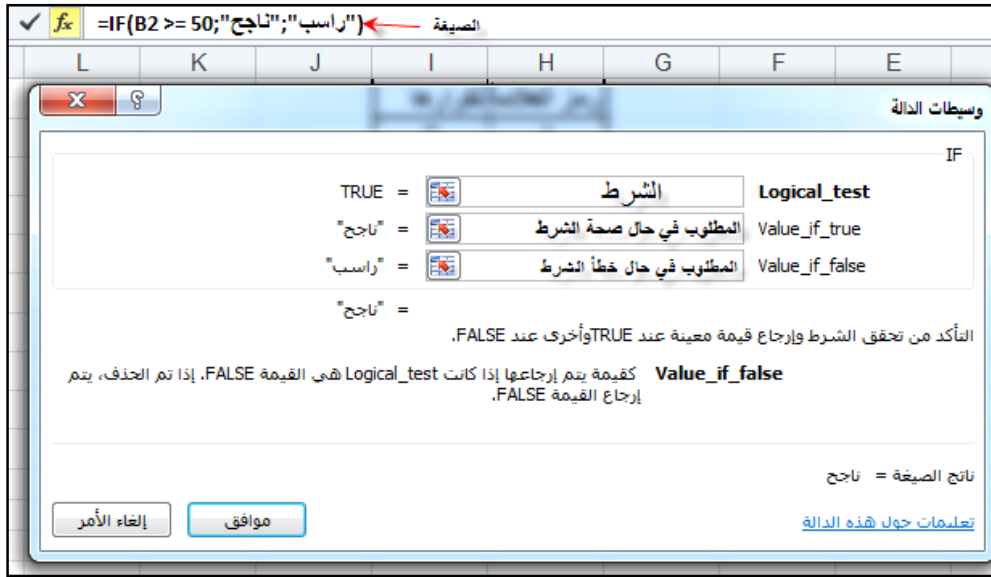 =IF(B2 >= 50;"ناجح";"راسب") الصيغة
L K J I H G F E
وسيطات الدالة
IF
Logical_test الشرط = TRUE
Value_if_true المطلوب في حال صحة الشرط = "ناجح"
Value_if_false المطلوب في حال خطأ الشرط = "راسب"
= "ناجح"
التأكد من تحقق الشرط وإرجاع قيمة معينة عند TRUEوأخرى عند FALSE.
Value_if_false كقيمة يتم إرجاعها إذا كانت Logical_test هي القيمة FALSE. إذا تم الحذف، يتم
إرجاع القيمة FALSE.
ناتج الصيغة = ناجح
تعليمات حول هذه الدالة
موافق إلغاء الأمر